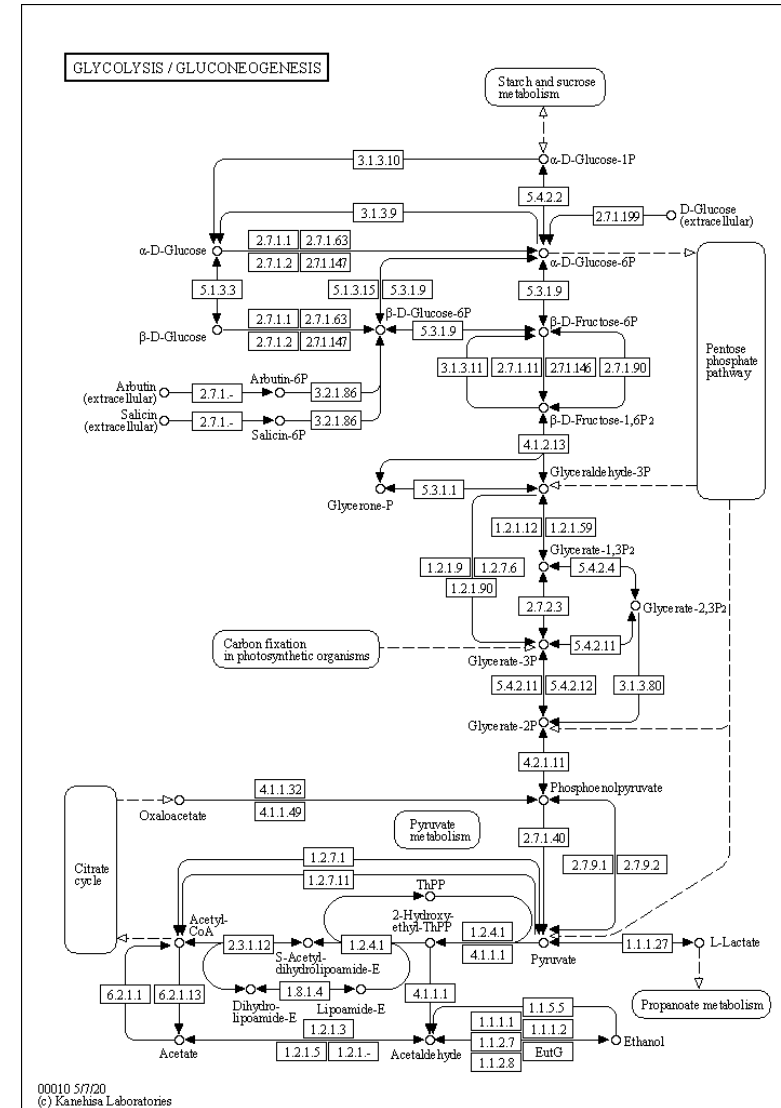 GLYCOLYSIS / GLUCONEOGENESIS
Starch and sucrose
metabolism
3.1.3.10
α-D-Glucose-1P
5.4.2.2
3.1.3.9
2.7.1.199
D-Glucose
(extracellular)
2.7.1.1
2.7.1.63
α-D-Glucose
2.7.1.2
2.7.1.147
α-D-Glucose-6P
5.1.3.3
5.1.3.15
5.3.1.9
5.3.1.9
β-D-Glucose-6P
2.7.1.1
2.7.1.63
β-D-Glucose
2.7.1.2
2.7.1.147
5.3.1.9
β-D-Fructose-6P
Pentose
phosphate
pathway
3.1.3.11
2.7.1.11
2.7.1.146
2.7.1.90
Arbutin
(extracellular)
2.7.1.-
Arbutin-6P
3.2.1.86
Salicin
(extracellular)
2.7.1.-
Salicin-6P
3.2.1.86
β-D-Fructose-1,6P2
4.1.2.13
Glyceraldehyde-3P
5.3.1.1
Glycerone-P
1.2.1.12
1.2.1.59
Glycerate-1,3P2
1.2.1.9
1.2.7.6
1.2.1.90
5.4.2.4
2.7.2.3
Glycerate-2,3P2
Carbon fixation
in photosynthetic organisms
5.4.2.11
Glycerate-3P
5.4.2.11
5.4.2.12
3.1.3.80
Glycerate-2P
4.2.1.11
4.1.1.32
Phosphoenolpyruvate
Oxaloacetate
4.1.1.49
Pyruvate
metabolism
2.7.1.40
Citrate
cycle
1.2.7.1
2.7.9.1
2.7.9.2
1.2.7.11
ThPP
Acetyl-
CoA
2-Hydroxy-
ethyl-ThPP
2.3.1.12
1.2.4.1
1.2.4.1
4.1.1.1
S-Acetyl-
dihydrolipoamide-E
Pyruvate
1.1.1.27
L-Lactate
6.2.1.1
6.2.1.13
1.8.1.4
Dihydro-
lipoamide-E
Lipoamide-E
4.1.1.1
Propanoate metabolism
1.1.5.5
1.2.1.3
1.1.1.1
1.1.1.2
Acetate
1.2.1.5
1.2.1.-
Acetaldehyde
1.1.2.7
EutG
1.1.2.8
Ethanol
00010 5/7/20
(c) Kanehisa Laboratories